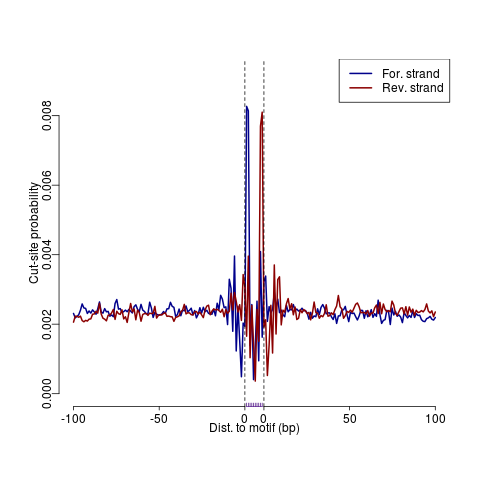 For. strand
Rev. strand
Cut-site probability
0.008
0.006
0.004
0.002
0.000
-100 -50 0 0 50 100
Dist. to motif (bp)